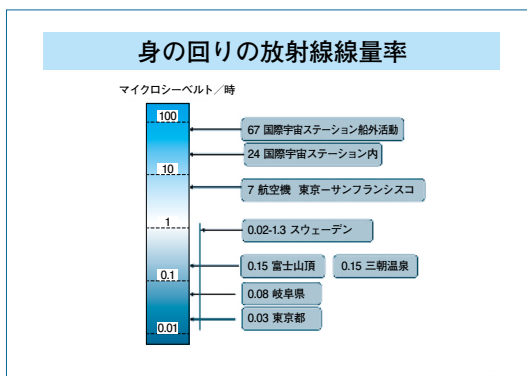 身の回りの放射線線量率
マイクロシーベルト／時
100
67 国際宇宙ステーション船外活動
24 国際宇宙ステーション内
10
7 航空機 東京－サンフランシスコ
1
0.02-1.3 スウェーデン
0.15 富士山頂 0.15 三朝温泉
0.1
0.08 岐阜県
0.03 東京都
0.01